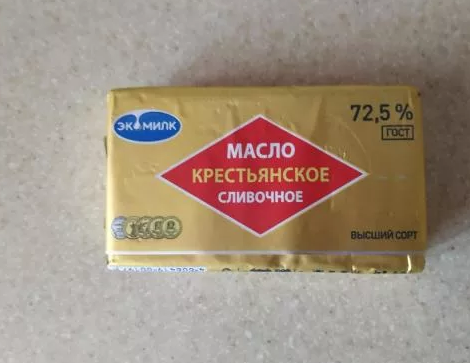 ЭКОМИЛК
72,5 %
ГОСТ
МАСЛО
КРЕСТЬЯНСКОЕ
СЛИВОЧНОЕ
ВЫСШИЙ СОРТ